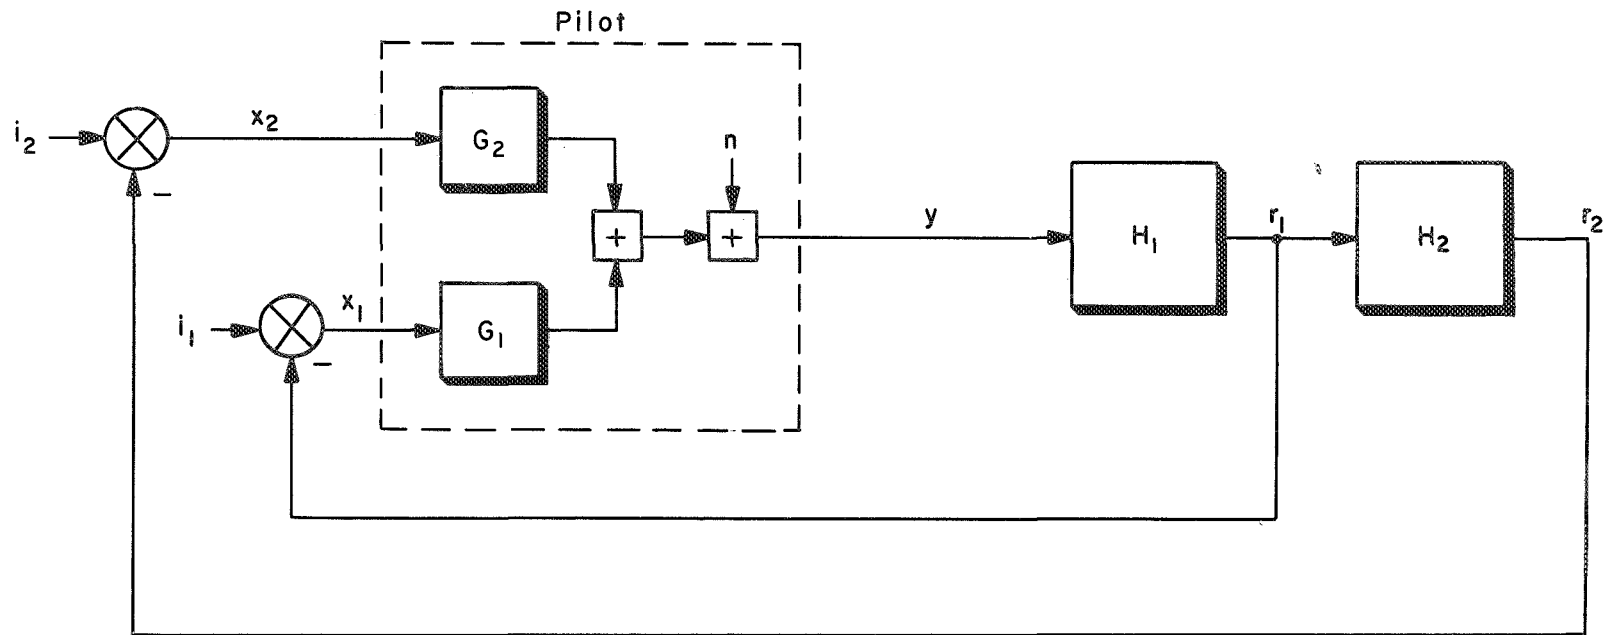 Pilot
i₂
x₂
G₂
n
−
+
+
y
H₁
r₁
H₂
r₂
i₁
x₁
G₁
−